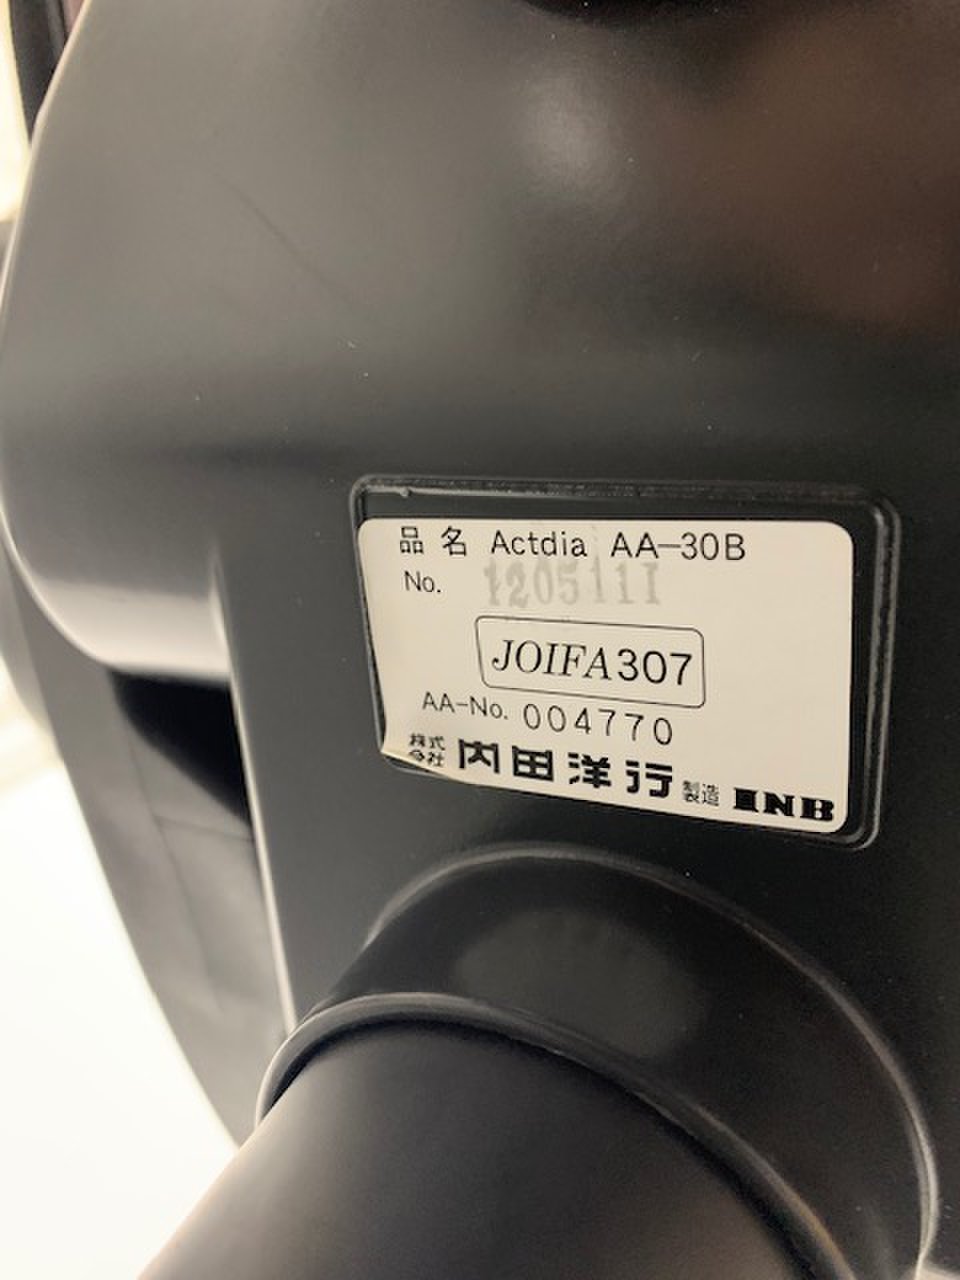 品名 Actdia AA-30B
No. 1205111
JOIFA307
AA-No. 004770
株式会社 内田洋行 製造 INB